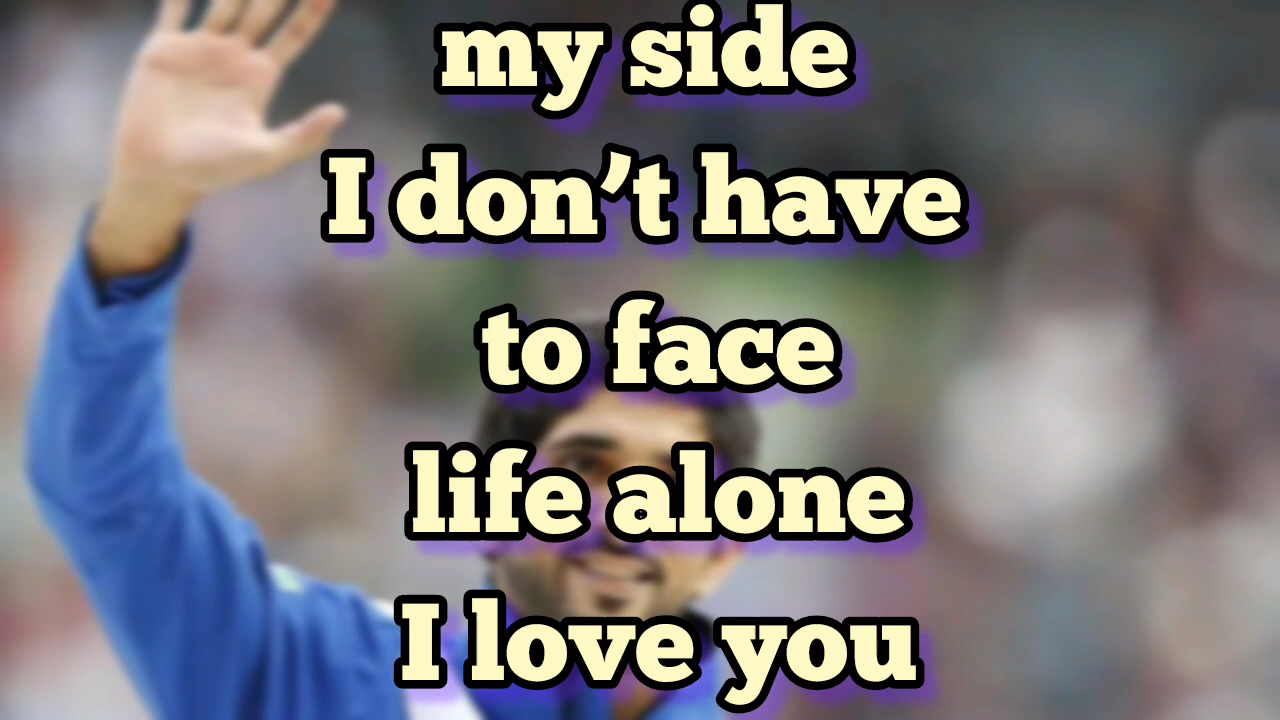 my side
I don’t have
to face
life alone
I love you